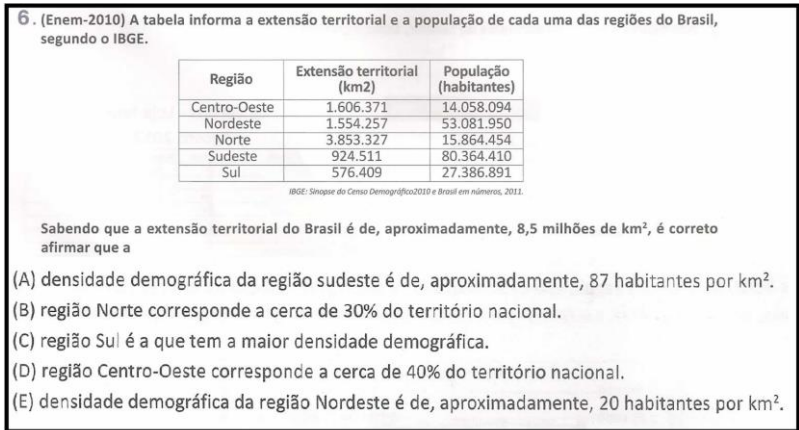 6. (Enem-2010) A tabela informa a extensão territorial e a população de cada uma das regiões do Brasil,
segundo o IBGE.
Região Extensão territorial (km2) População (habitantes)
Centro-Oeste 1.606.371 14.058.094
Nordeste 1.554.257 53.081.950
Norte 3.853.327 15.864.454
Sudeste 924.511 80.364.410
Sul 576.409 27.386.891
IBGE: Sinopse do Censo Demográfico2010 e Brasil em números, 2011.
Sabendo que a extensão territorial do Brasil é de, aproximadamente, 8,5 milhões de km², é correto
afirmar que a
(A) densidade demográfica da região sudeste é de, aproximadamente, 87 habitantes por km².
(B) região Norte corresponde a cerca de 30% do território nacional.
(C) região Sul é a que tem a maior densidade demográfica.
(D) região Centro-Oeste corresponde a cerca de 40% do território nacional.
(E) densidade demográfica da região Nordeste é de, aproximadamente, 20 habitantes por km².